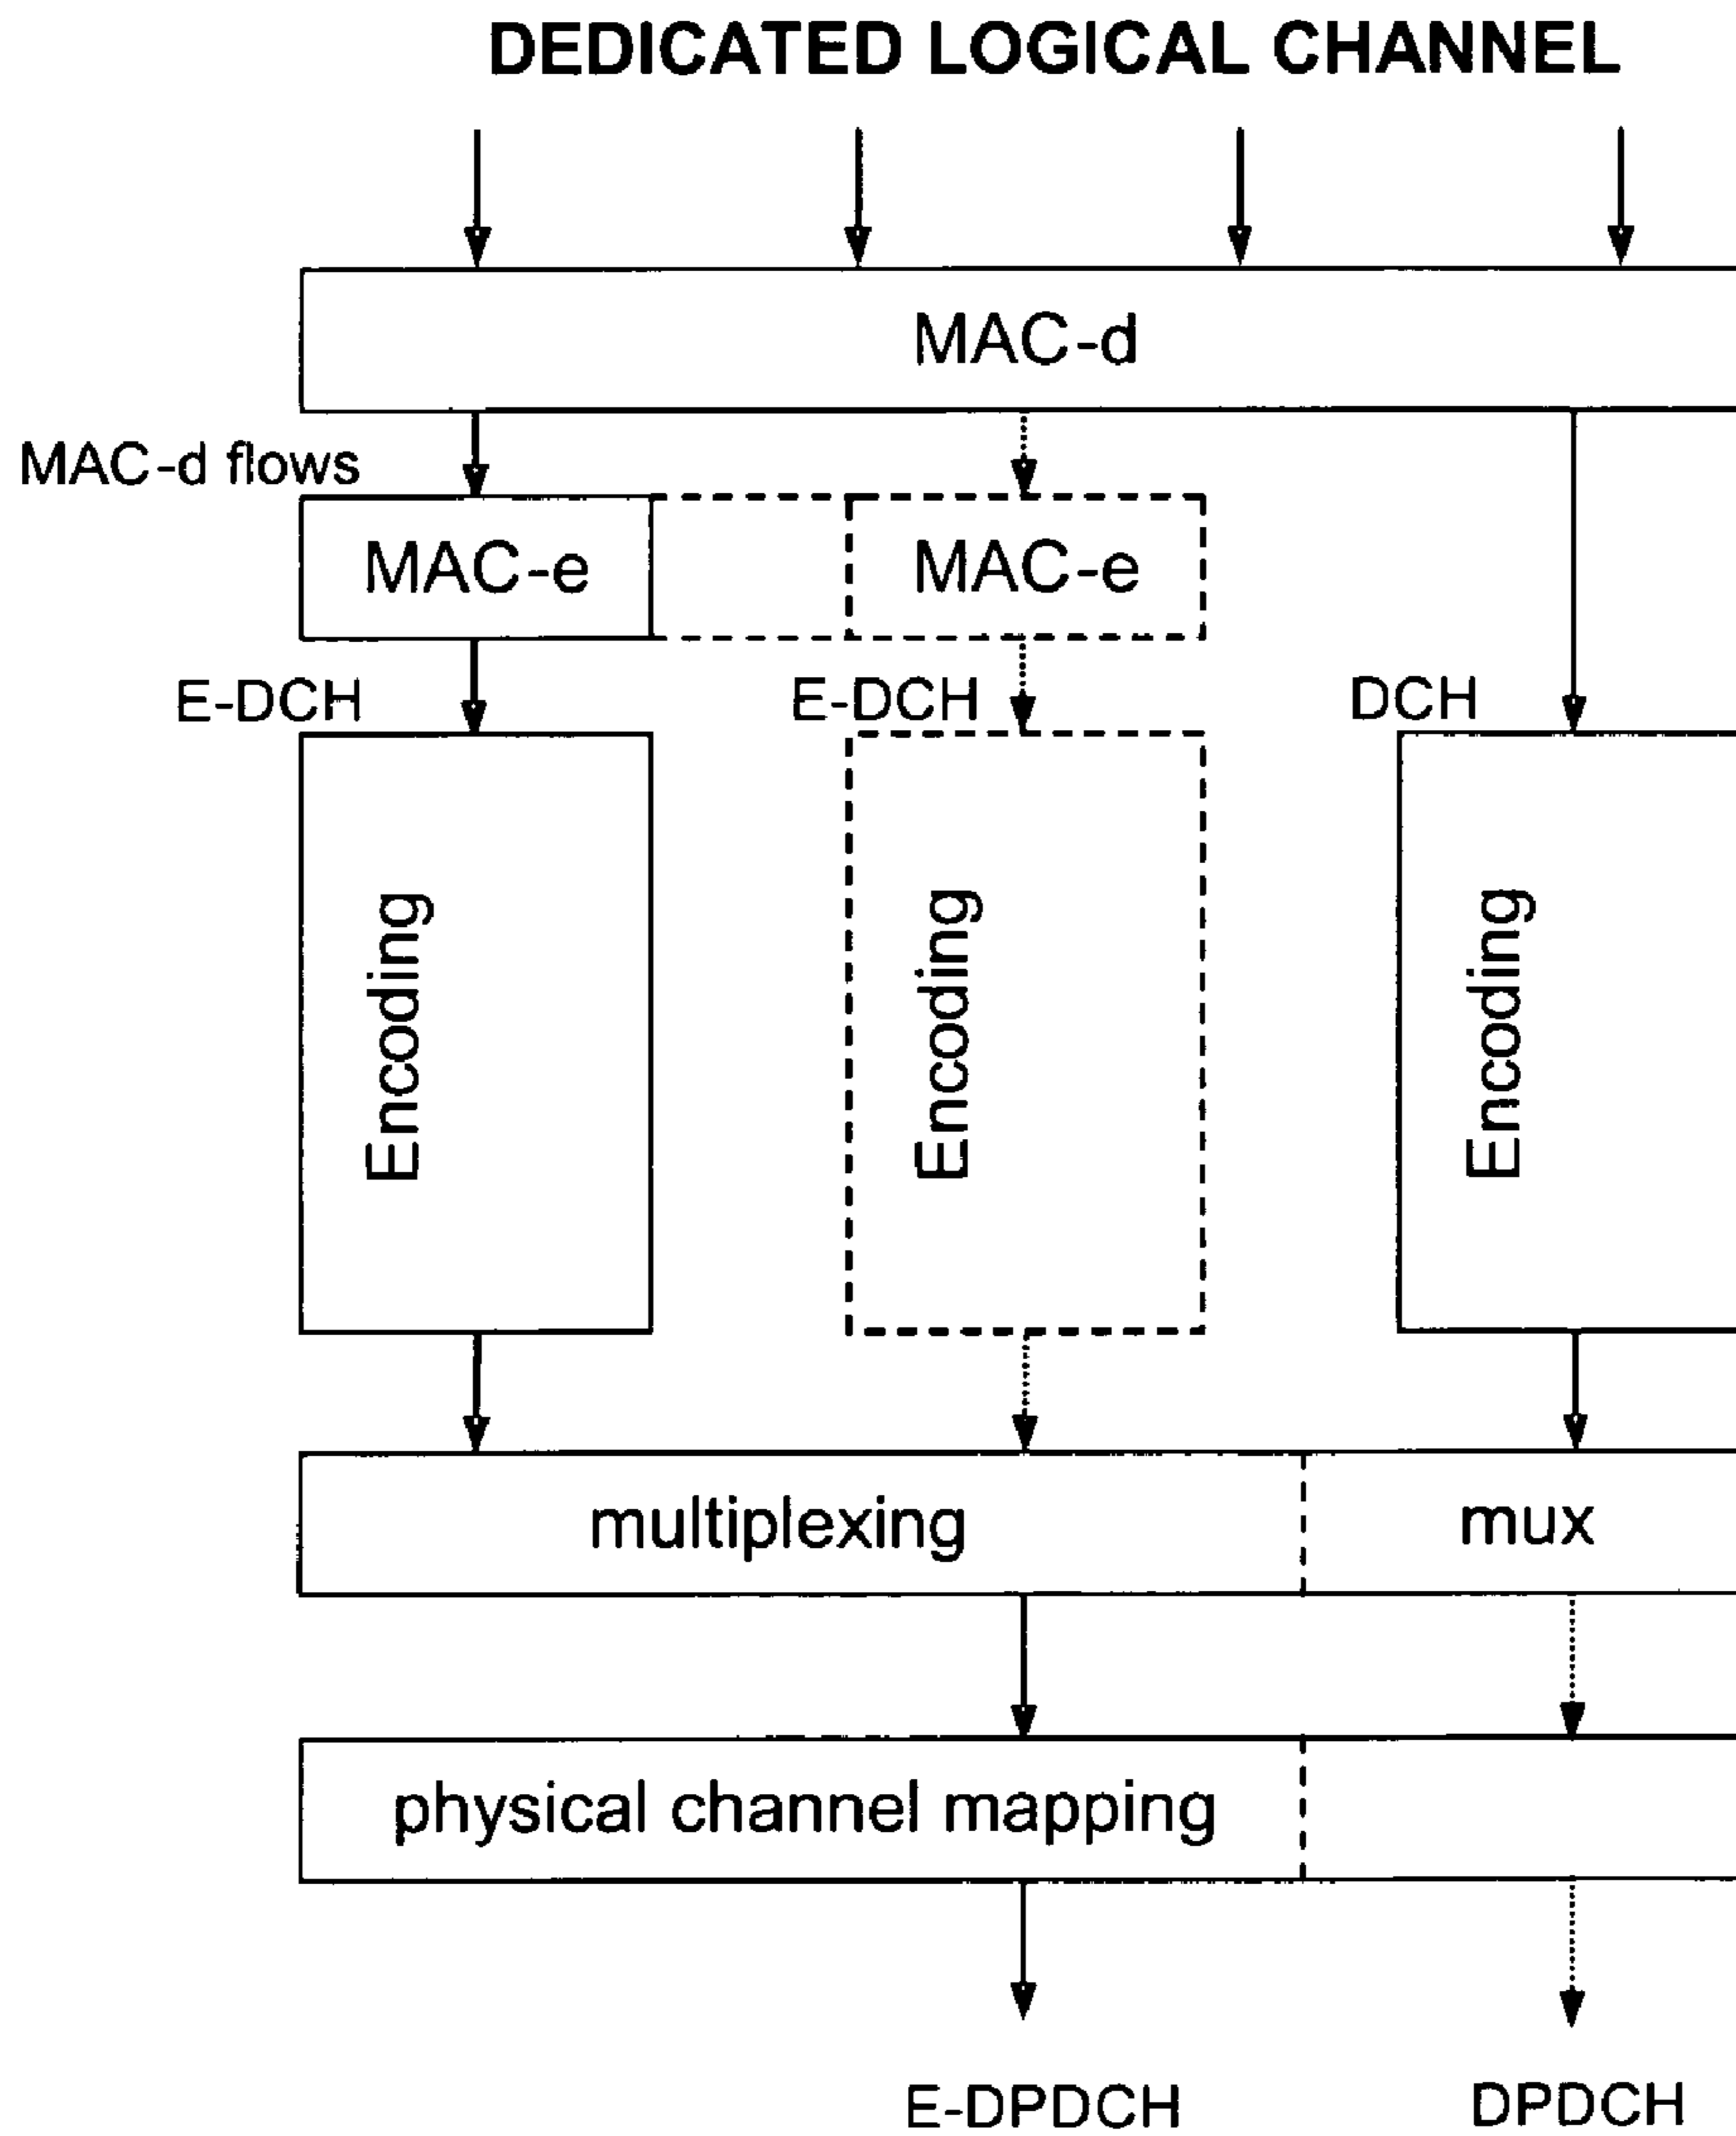 DEDICATED LOGICAL CHANNEL
MAC-d
MAC-d flows
MAC-e
MAC-e
E-DCH
E-DCH
DCH
Encoding
Encoding
Encoding
multiplexing
mux
physical channel mapping
E-DPDCH
DPDCH